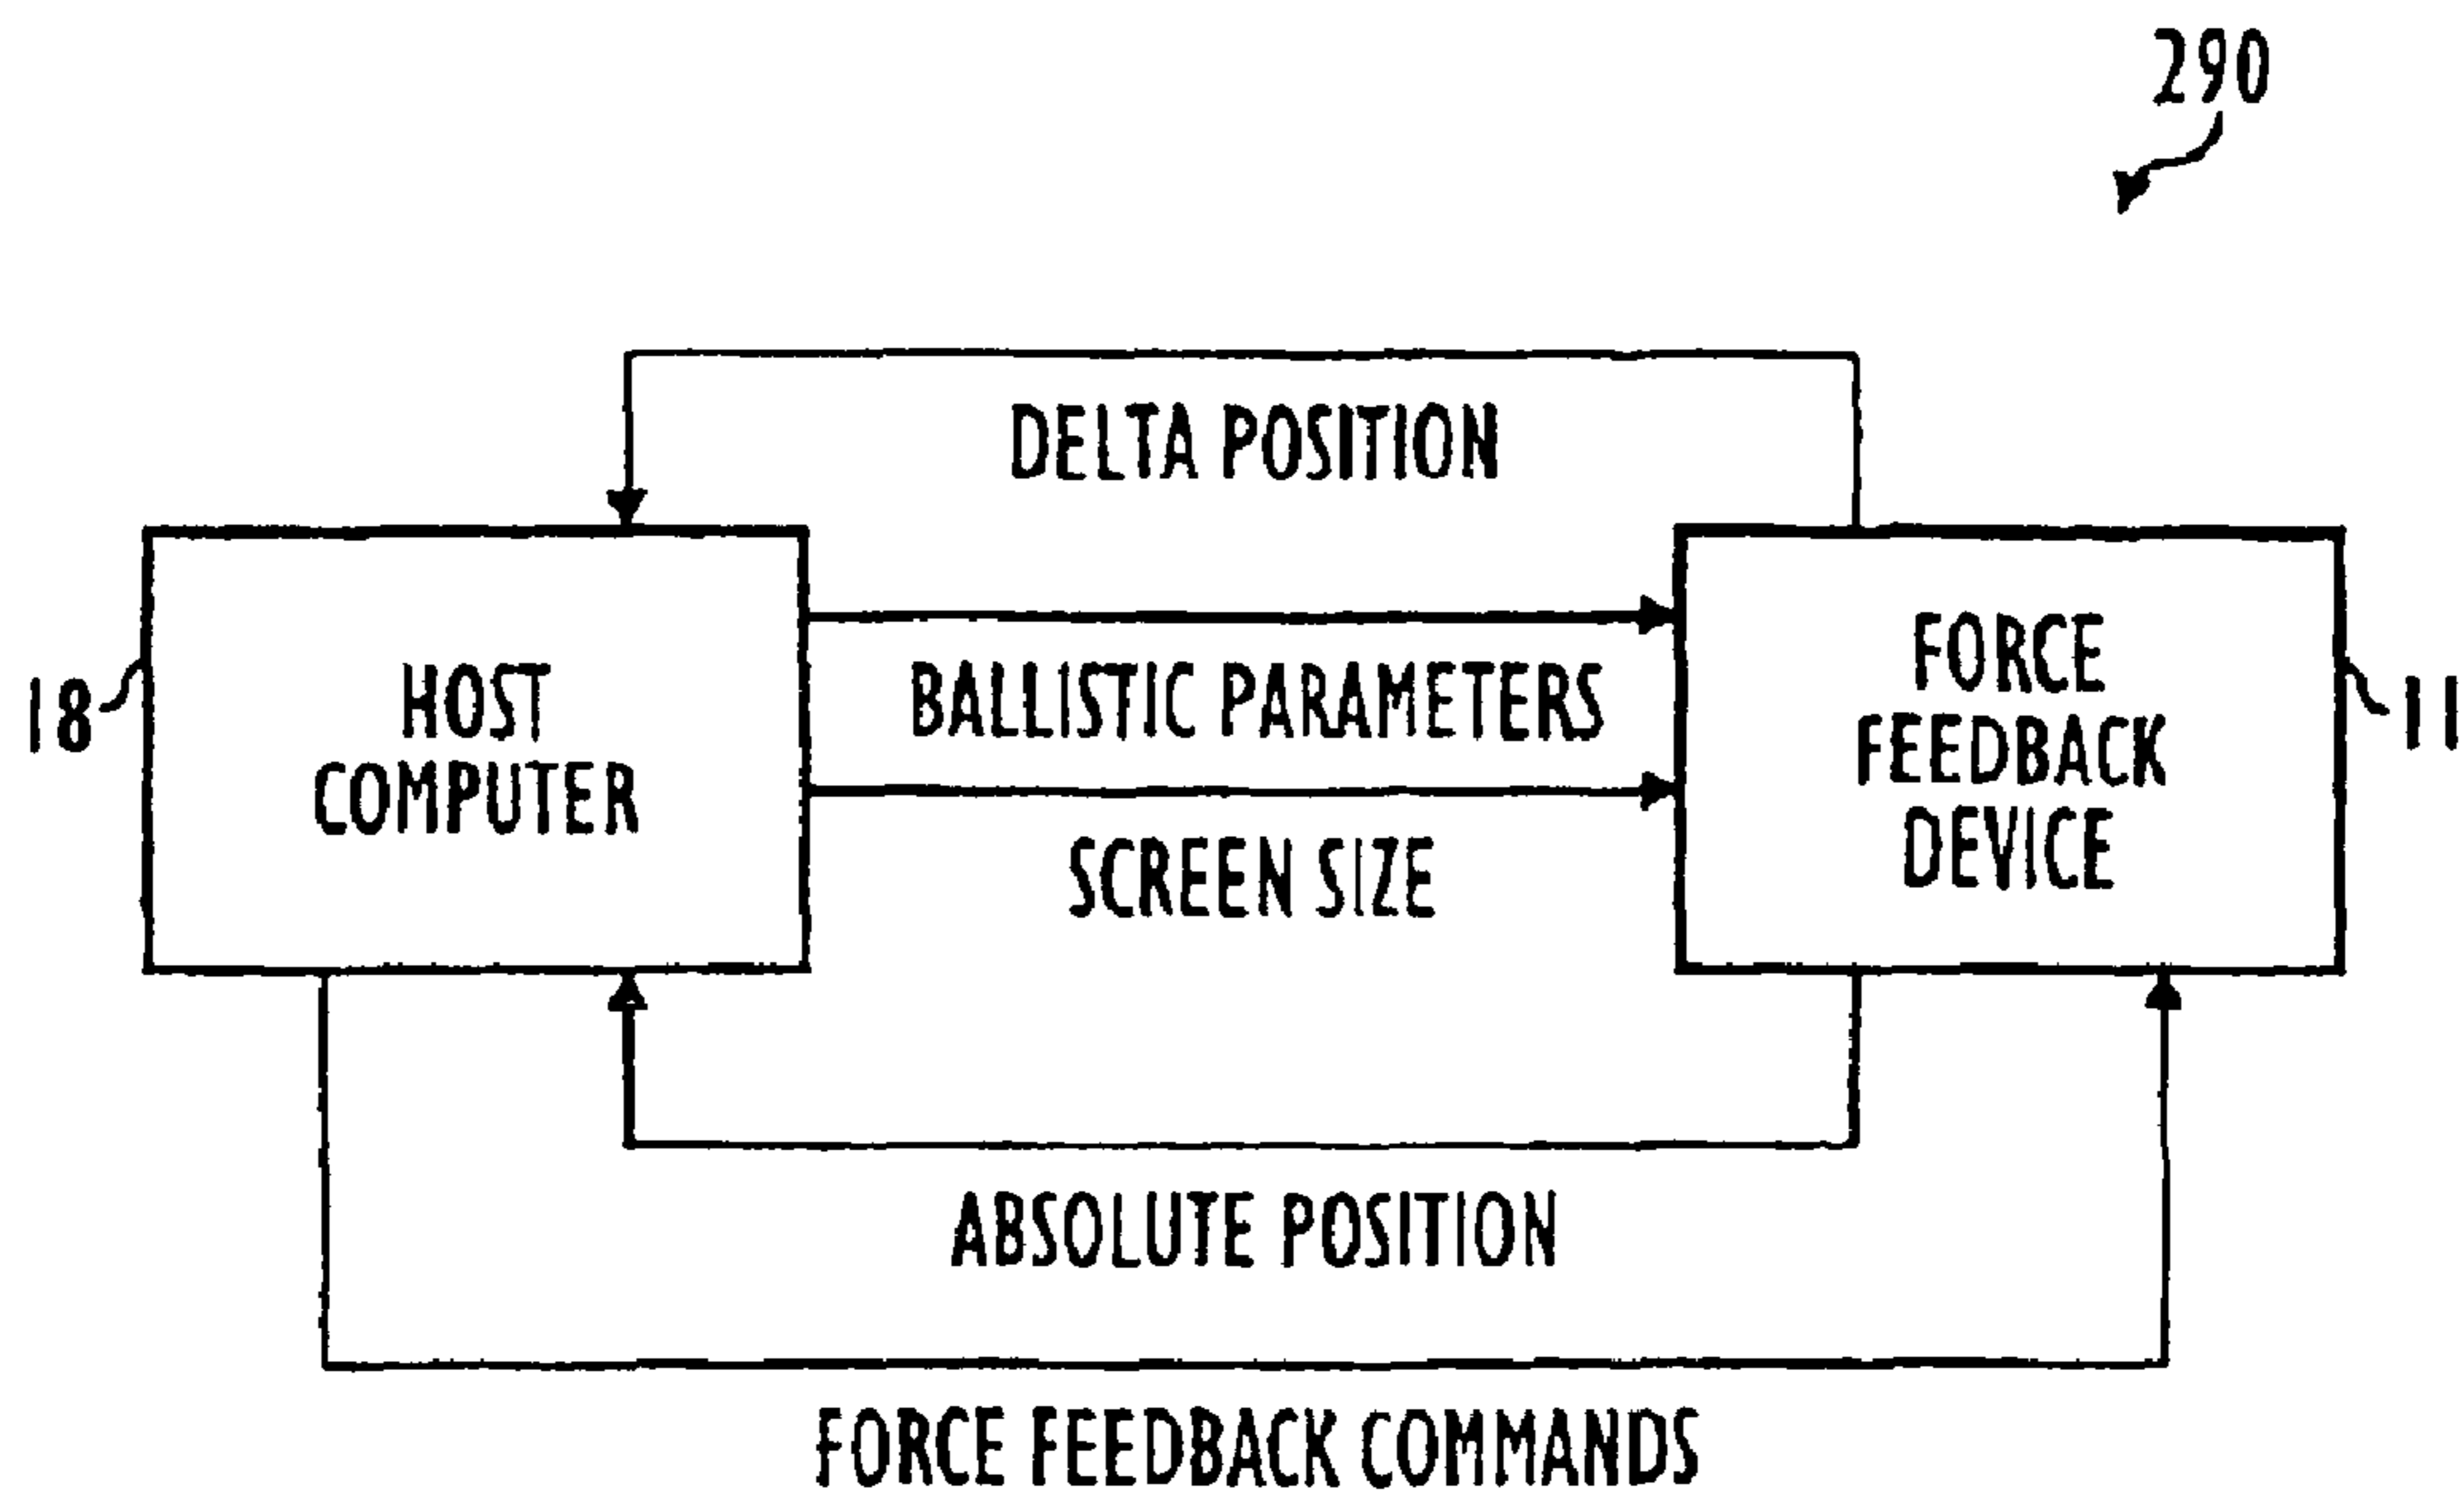 290
DELTA POSITION
18
HOST
COMPUTER
BALLISTIC PARAMETERS
SCREEN SIZE
FORCE
FEEDBACK
DEVICE
11
ABSOLUTE POSITION
FORCE FEEDBACK COMMANDS